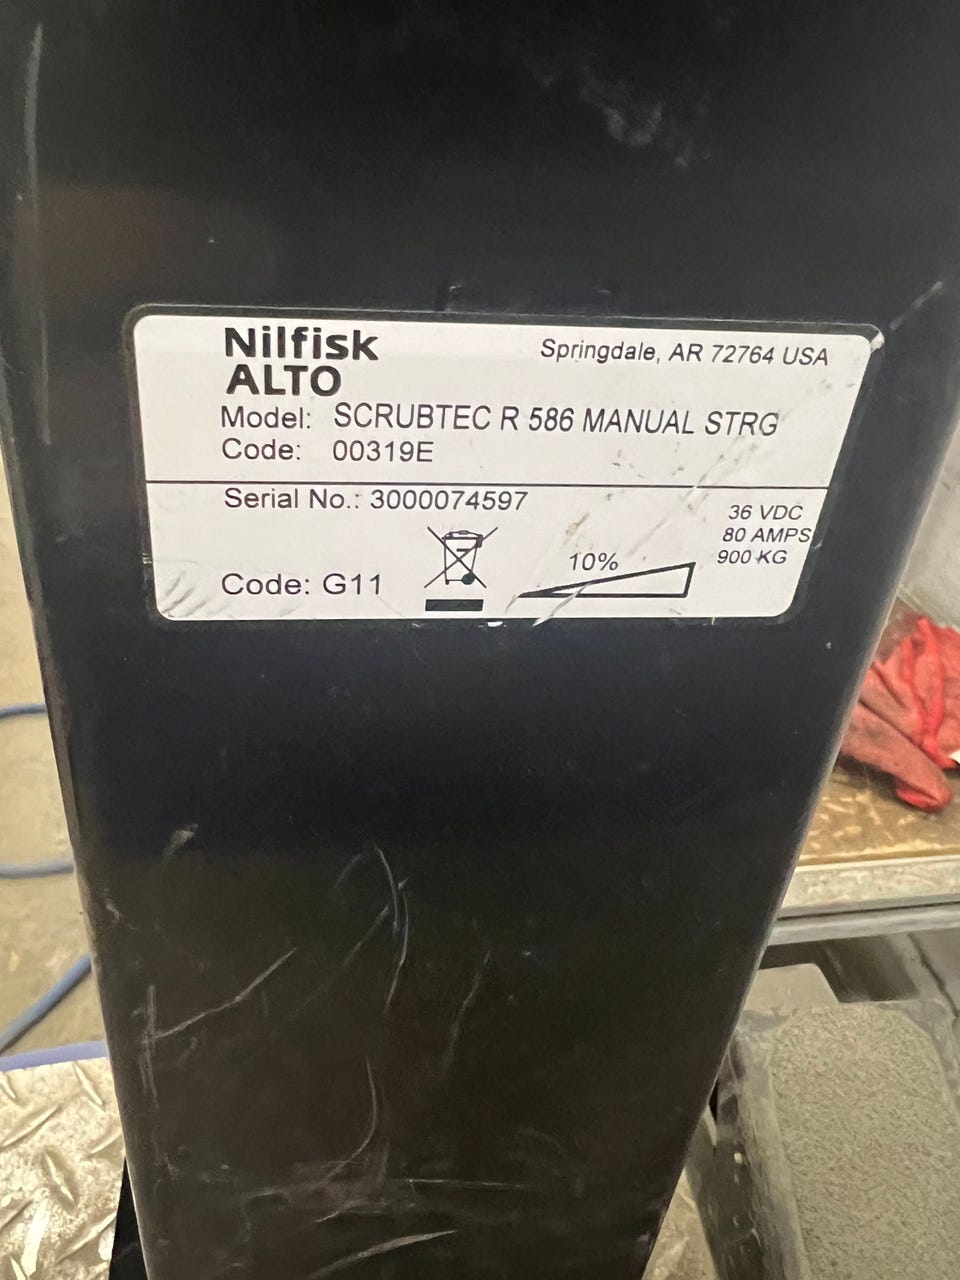 Nilfisk
ALTO
Springdale, AR 72764 USA
Model: SCRUBTEC R 586 MANUAL STRG
Code: 00319E
Serial No.: 3000074597
36 VDC
80 AMPS
900 KG
10%
Code: G11